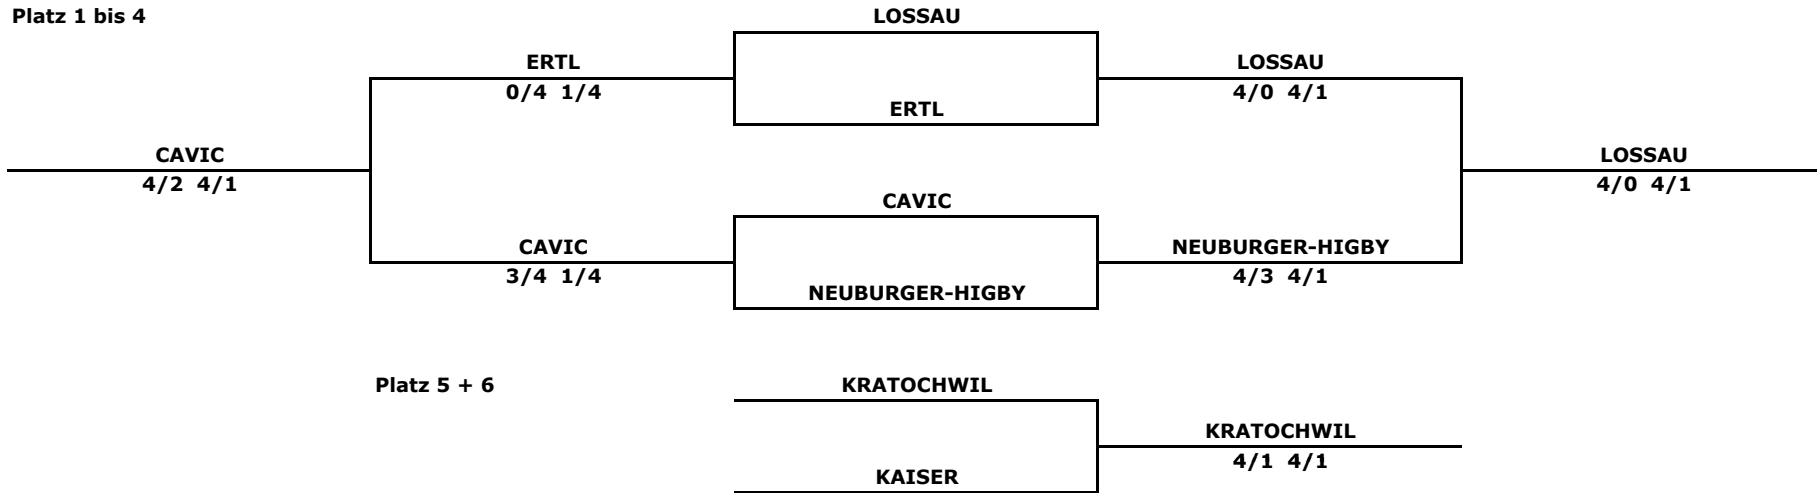 Platz 1 bis 4
LOSSAU
ERTL
LOSSAU
0/4 1/4
4/0 4/1
ERTL
CAVIC
LOSSAU
4/2 4/1
4/0 4/1
CAVIC
CAVIC
NEUBURGER-HIGBY
3/4 1/4
4/3 4/1
NEUBURGER-HIGBY
Platz 5 + 6
KRATOCHWIL
KRATOCHWIL
4/1 4/1
KAISER